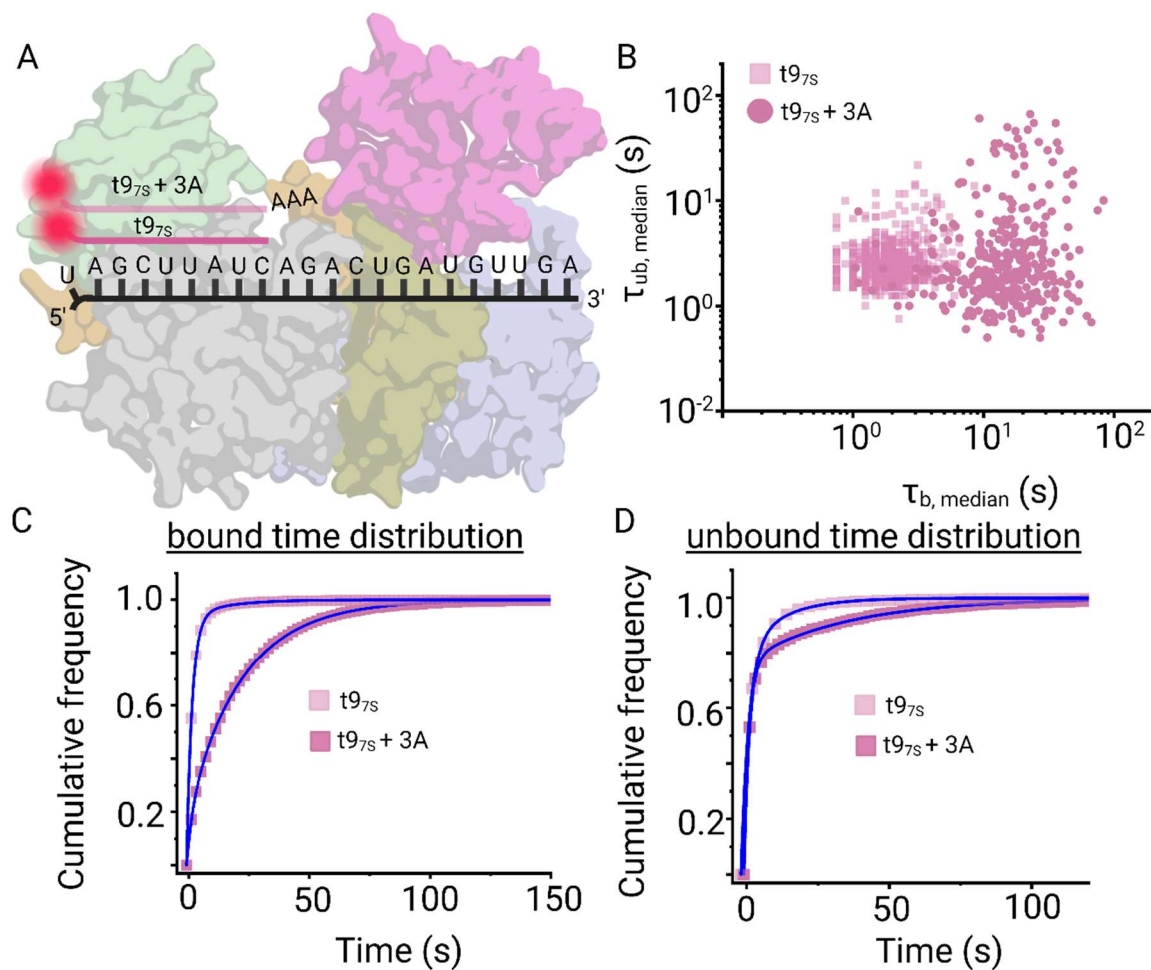 A
t9₇S + 3A
AAA
t9₇S
U A G C U U A U C A G A C U G A U G U U G A
5'
3'
B
t9₇S
t9₇S + 3A
τub, median (s)
10²
10¹
10⁰
10⁻²
10⁰ 10¹ 10²
τb, median (s)
C
bound time distribution
Cumulative frequency
1.0
0.6
0.2
t9₇S
t9₇S + 3A
0 50 100 150
Time (s)
D
unbound time distribution
Cumulative frequency
1.0
0.6
0.2
t9₇S
t9₇S + 3A
0 50 100
Time (s)